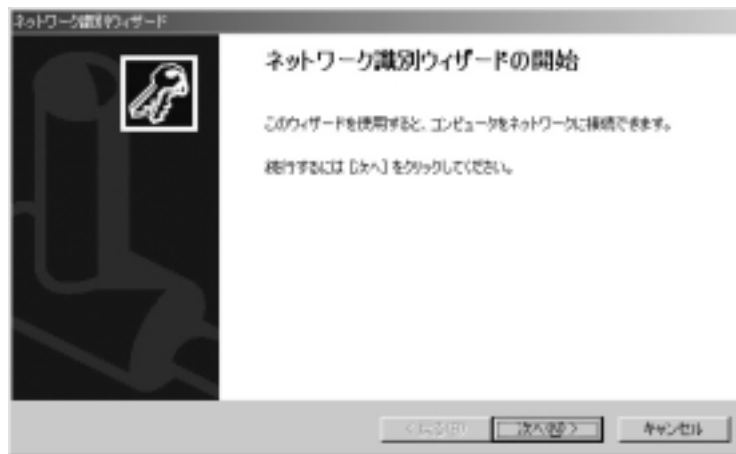 ネットワーク識別ウィザード
ネットワーク識別ウィザードの開始
このウィザードを使用すると、コンピュータをネットワークに接続できます。
続行するには [次へ] をクリックしてください。
< 戻る(B)
次へ(N) >
キャンセル